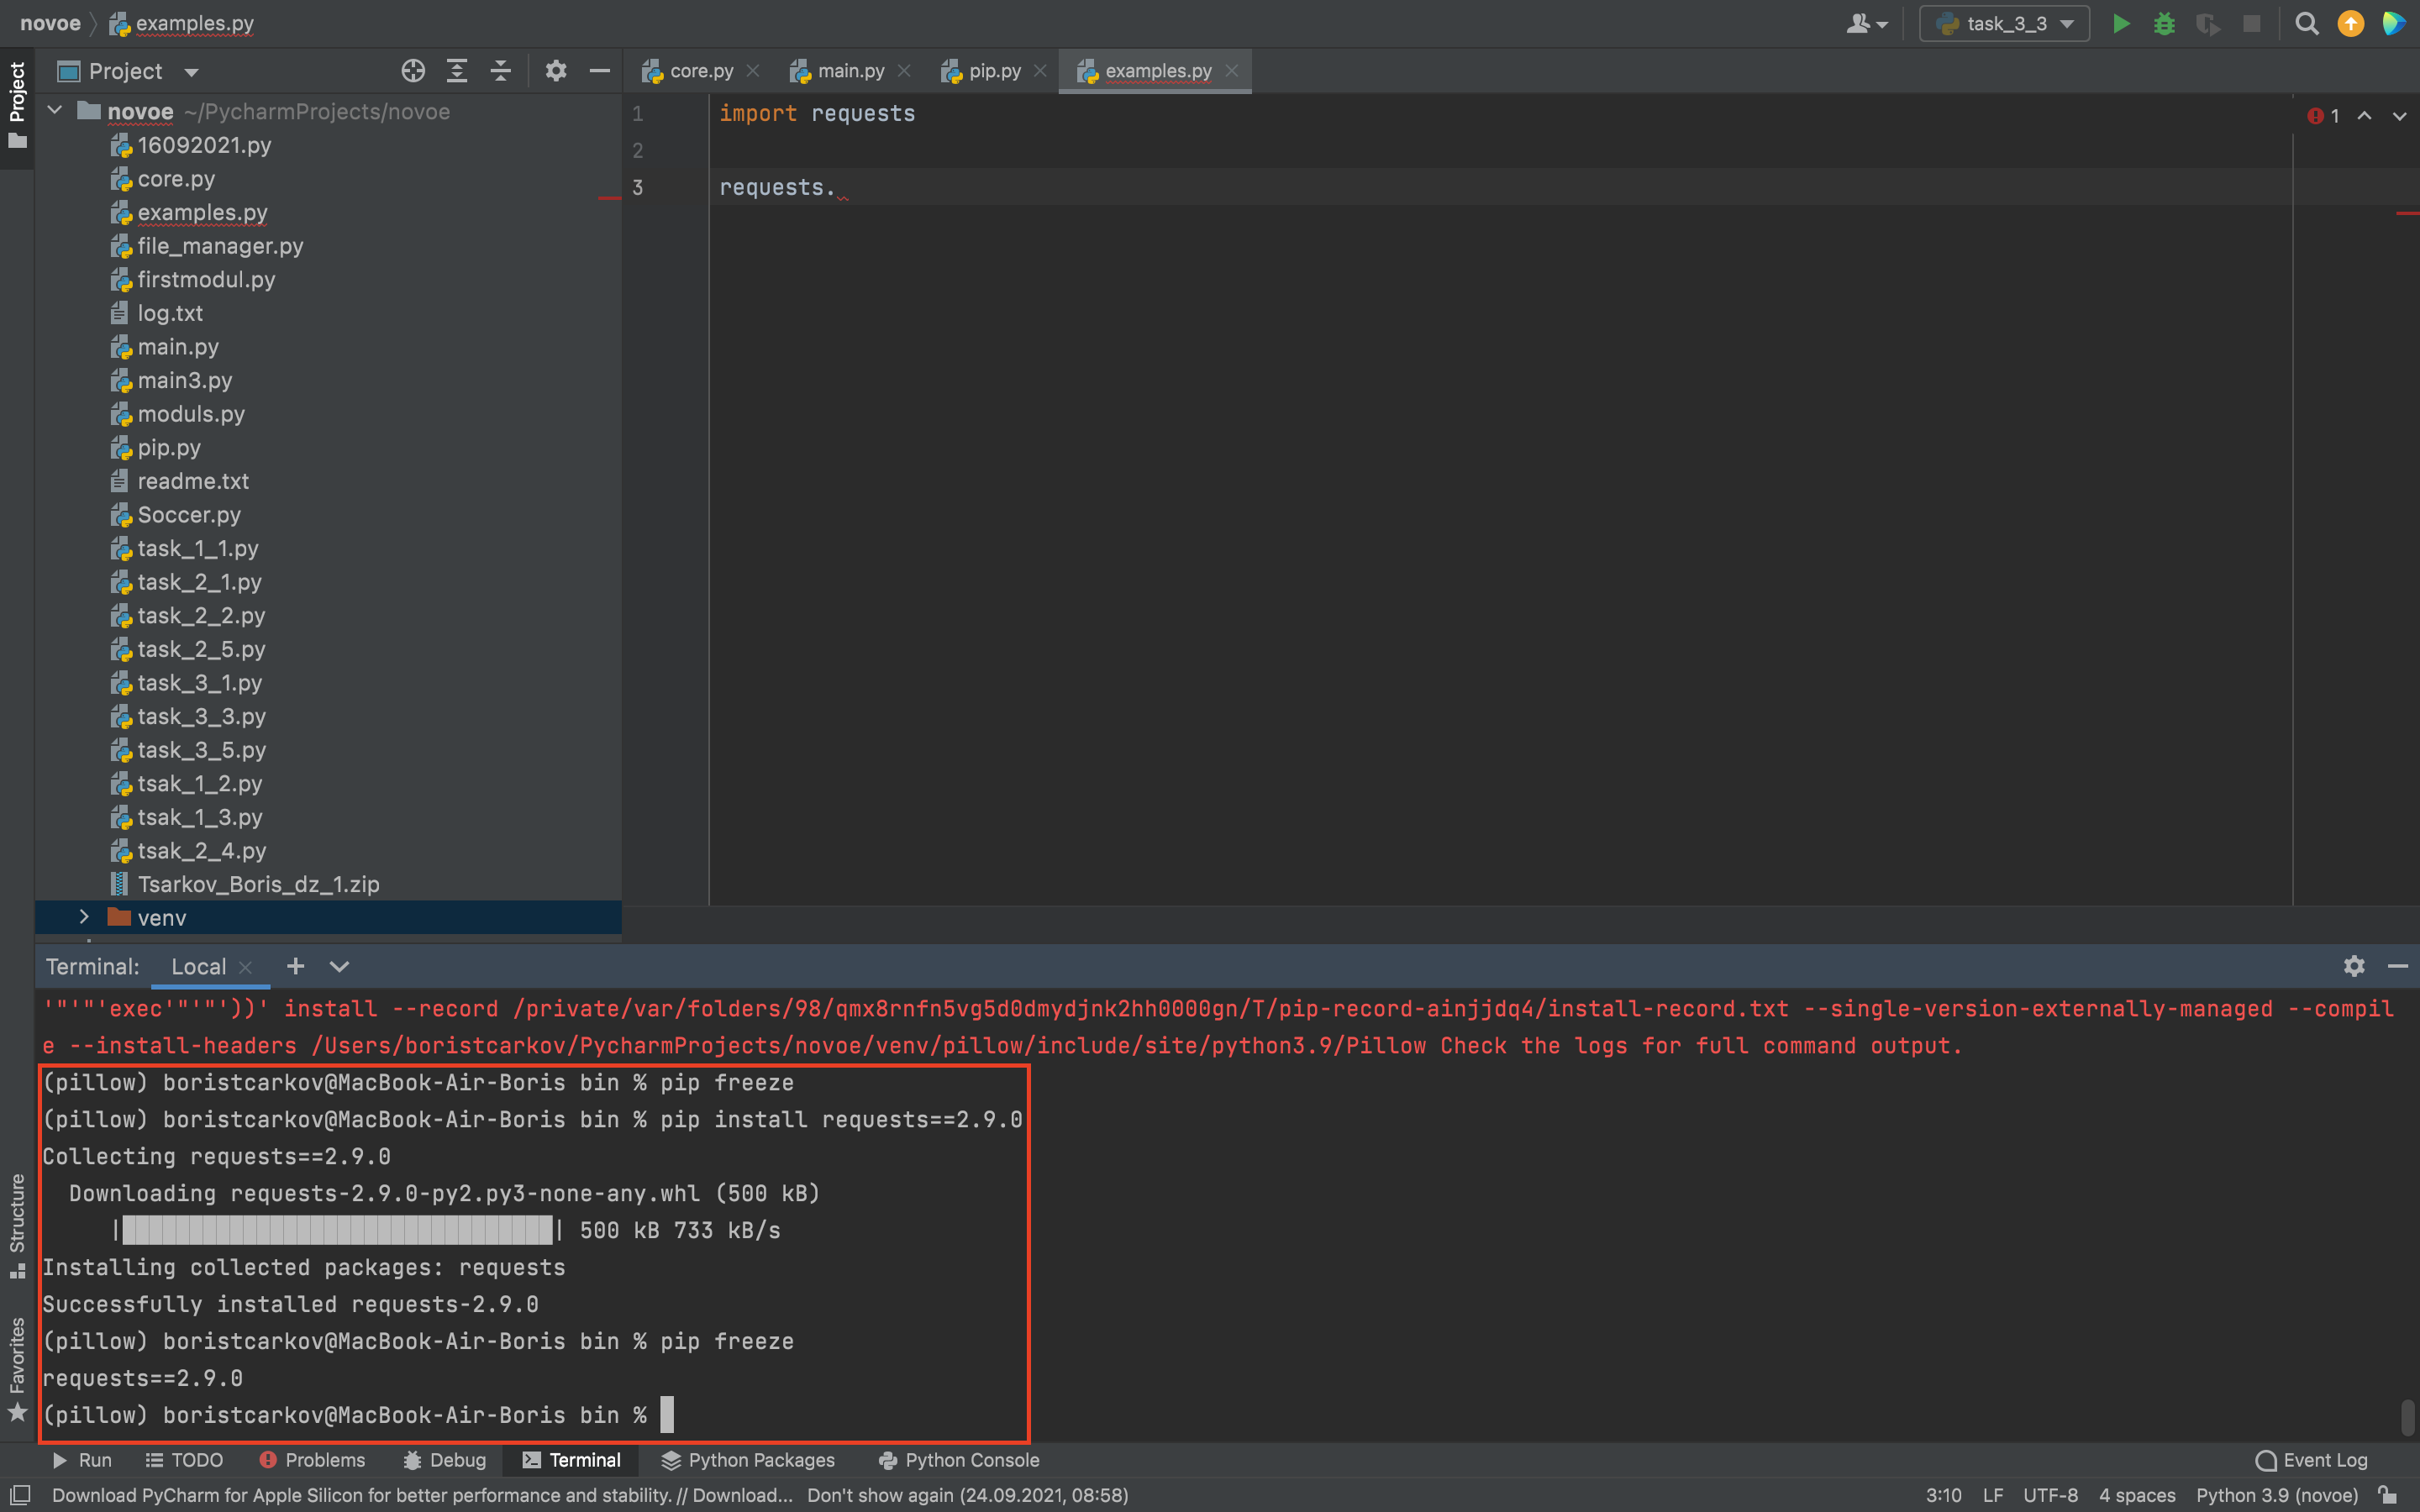 novoe examples.py
task_3_3
Project
Project
core.py
main.py
pip.py
examples.py
novoe ~/PycharmProjects/novoe
16092021.py
core.py
examples.py
file_manager.py
firstmodul.py
log.txt
main.py
main3.py
moduls.py
pip.py
readme.txt
Soccer.py
task_1_1.py
task_2_1.py
task_2_2.py
task_2_5.py
task_3_1.py
task_3_3.py
task_3_5.py
tsak_1_2.py
tsak_1_3.py
tsak_2_4.py
Tsarkov_Boris_dz_1.zip
venv
1 import requests
2
3 requests.
1
Terminal: Local
'"'"'exec'"'"'))' install --record /private/var/folders/98/qmx8rnfn5vg5d0dmydjnk2hh0000gn/T/pip-record-ainjjdq4/install-record.txt --single-version-externally-managed --compil
e --install-headers /Users/boristcarkov/PycharmProjects/novoe/venv/pillow/include/site/python3.9/Pillow Check the logs for full command output.
(pillow) boristcarkov@MacBook-Air-Boris bin % pip freeze
(pillow) boristcarkov@MacBook-Air-Boris bin % pip install requests==2.9.0
Collecting requests==2.9.0
Downloading requests-2.9.0-py2.py3-none-any.whl (500 kB)
|████████████████████████████████| 500 kB 733 kB/s
Installing collected packages: requests
Successfully installed requests-2.9.0
(pillow) boristcarkov@MacBook-Air-Boris bin % pip freeze
requests==2.9.0
(pillow) boristcarkov@MacBook-Air-Boris bin %
Structure
Favorites
Run TODO Problems Debug Terminal Python Packages Python Console Event Log
Download PyCharm for Apple Silicon for better performance and stability. // Download... Don't show again (24.09.2021, 08:58) 3:10 LF UTF-8 4 spaces Python 3.9 (novoe)